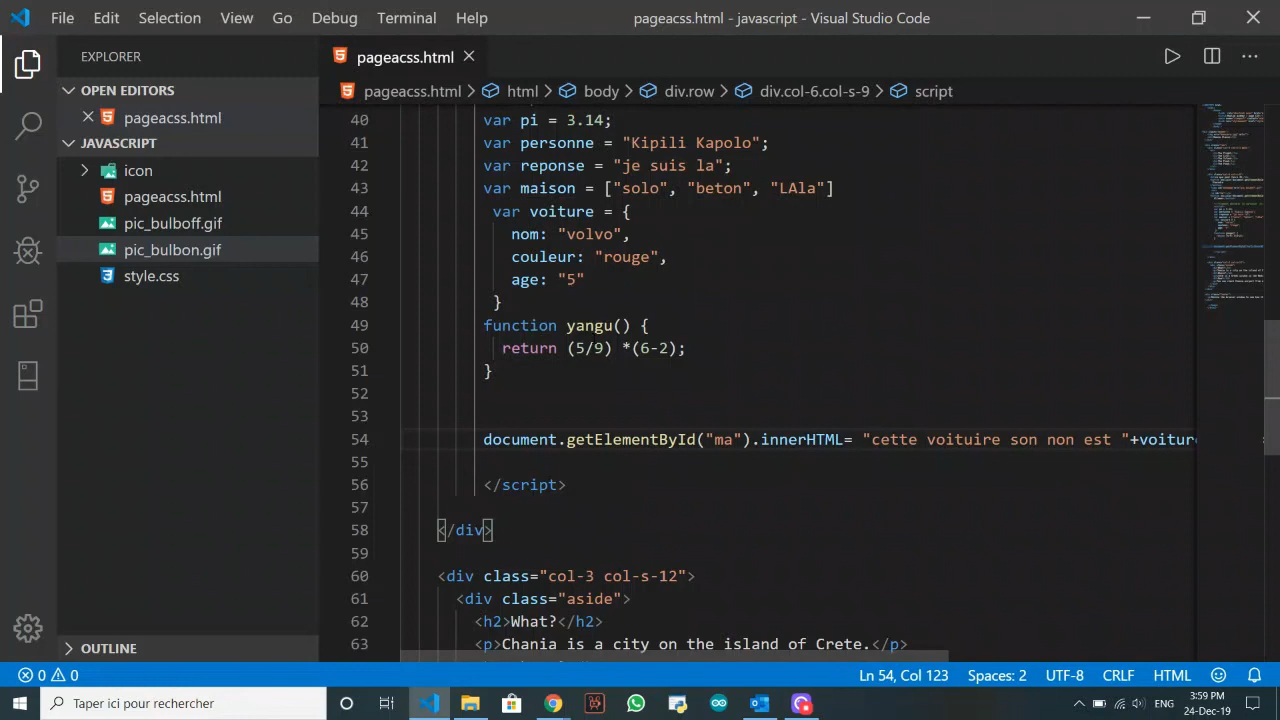 File Edit Selection View Go Debug Terminal Help pageacss.html - javascript - Visual Studio Code
EXPLORER
OPEN EDITORS
pageacss.html
JAVASCRIPT
icon
pageacss.html
pic_bulboff.gif
pic_bulbon.gif
style.css
OUTLINE
pageacss.html
pageacss.html > html > body > div.row > div.col-6.col-s-9 > script
40 var pi = 3.14;
41 var personne = "Kipili Kapolo";
42 var reponse = "je suis la";
43 var maison = ["solo", "beton", "LAla"]
44 var voiture = {
45 nom: "volvo",
46 couleur: "rouge",
47 age: "5"
48 }
49 function yangu() {
50 return (5/9) *(6-2);
51 }
52
53
54 document.getElementById("ma").innerHTML= "cette voituire son non est "+voiture
55
56 </script>
57
58 </div>
59
60 <div class="col-3 col-s-12">
61 <div class="aside">
62 <h2>What?</h2>
63 <p>Chania is a city on the island of Crete.</p>
0 0 Ln 54, Col 123 Spaces: 2 UTF-8 CRLF HTML
Taper ici pour rechercher
ENG
3:59 PM
24-Dec-19